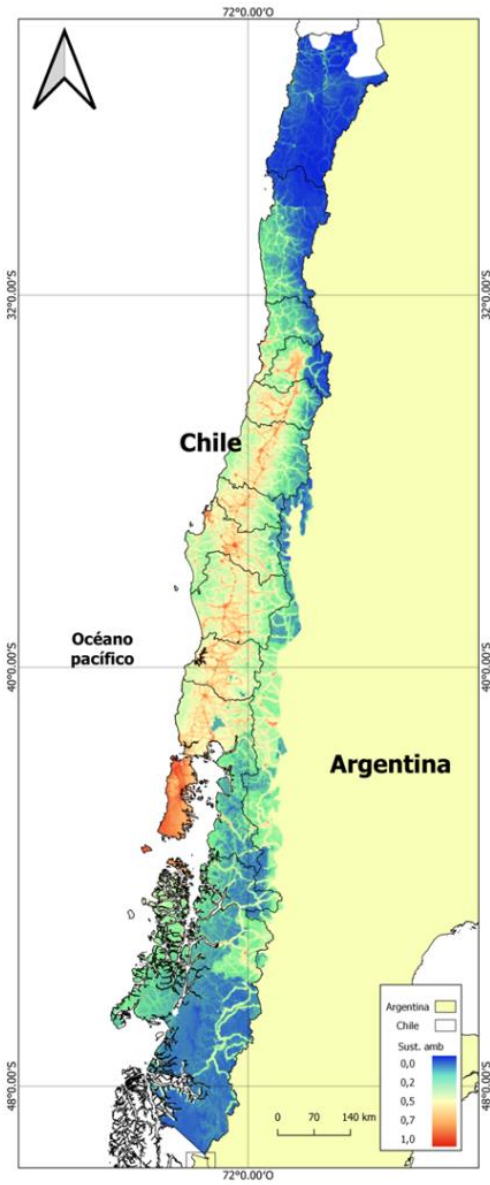 72°0.00'O
32°0.00'S
32°0.00'S
Chile
Océano
pacífico
40°0.00'S
40°0.00'S
Argentina
Argentina
Chile
Sust. amb
0,0
0,2
0,5
0,7
1,0
48°0.00'S
48°0.00'S
0 70 140 km
72°0.00'O